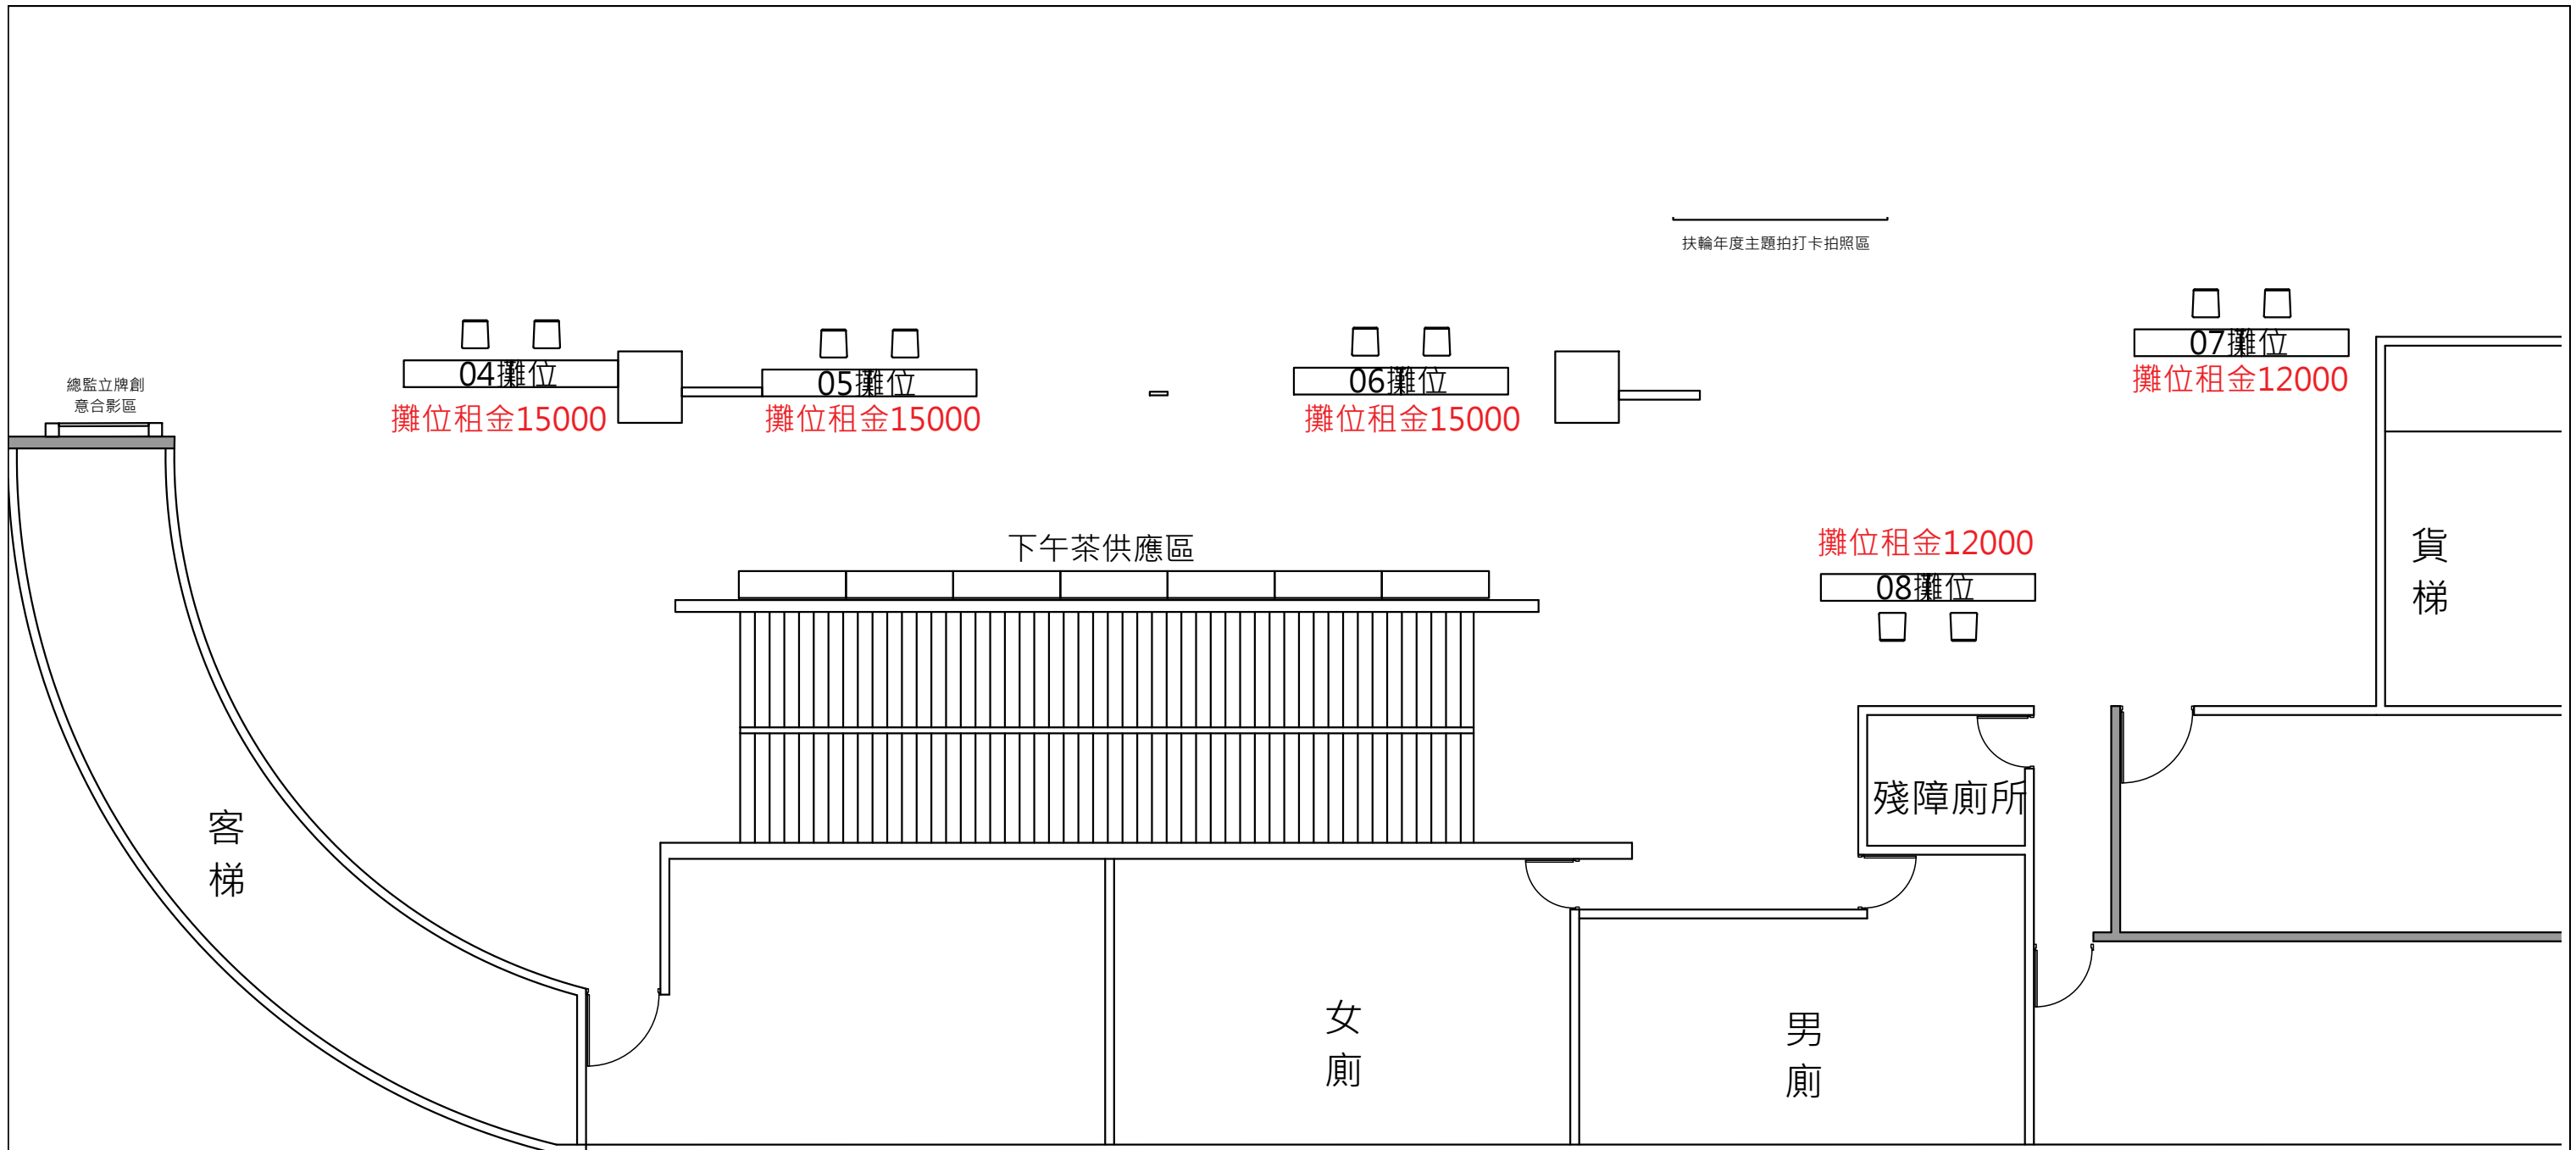 扶輪年度主題拍打卡拍照區
總監立牌創
意合影區
04攤位
攤位租金15000
05攤位
攤位租金15000
06攤位
攤位租金15000
07攤位
攤位租金12000
下午茶供應區
攤位租金12000
08攤位
貨梯
客梯
殘障廁所
女廁
男廁